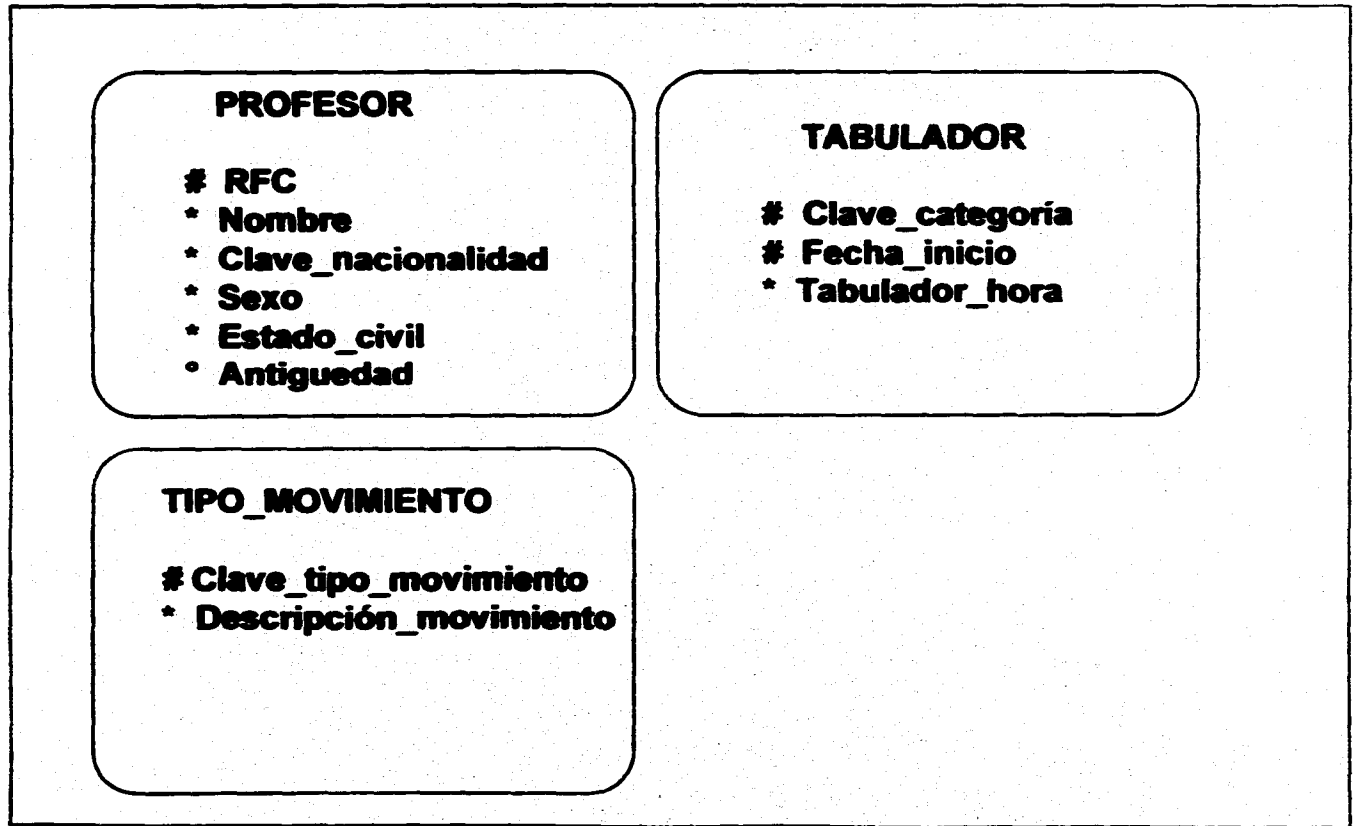 PROFESOR
# RFC
* Nombre
* Clave_nacionalidad
* Sexo
* Estado_civil
° Antiguedad
TABULADOR
# Clave_categoría
# Fecha_inicio
* Tabulador_hora
TIPO_MOVIMIENTO
# Clave_tipo_movimiento
* Descripción_movimiento